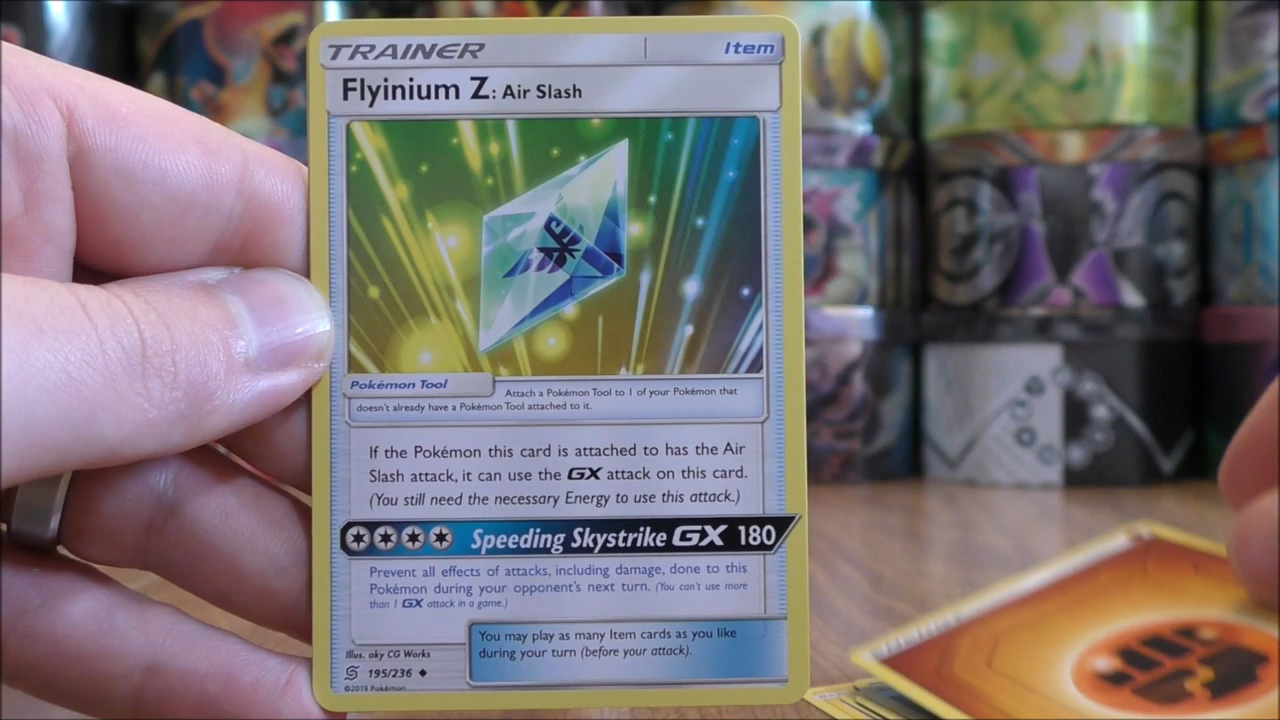 TRAINER
Item
Flyinium Z: Air Slash
Pokémon Tool
Attach a Pokémon Tool to 1 of your Pokémon that
doesn't already have a Pokémon Tool attached to it.
If the Pokémon this card is attached to has the Air
Slash attack, it can use the GX attack on this card.
(You still need the necessary Energy to use this attack.)
Speeding Skystrike GX 180
Prevent all effects of attacks, including damage, done to this
Pokémon during your opponent's next turn. (You can't use more
than 1 GX attack in a game.)
You may play as many Item cards as you like
during your turn (before your attack).
Illus. aky CG Works
195/236
©2019 Pokémon